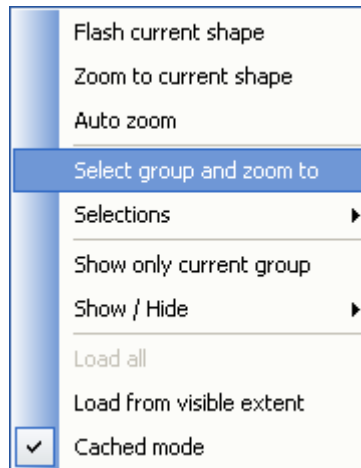 Flash current shape
Zoom to current shape
Auto zoom
Select group and zoom to
Selections
Show only current group
Show / Hide
Load all
Load from visible extent
Cached mode